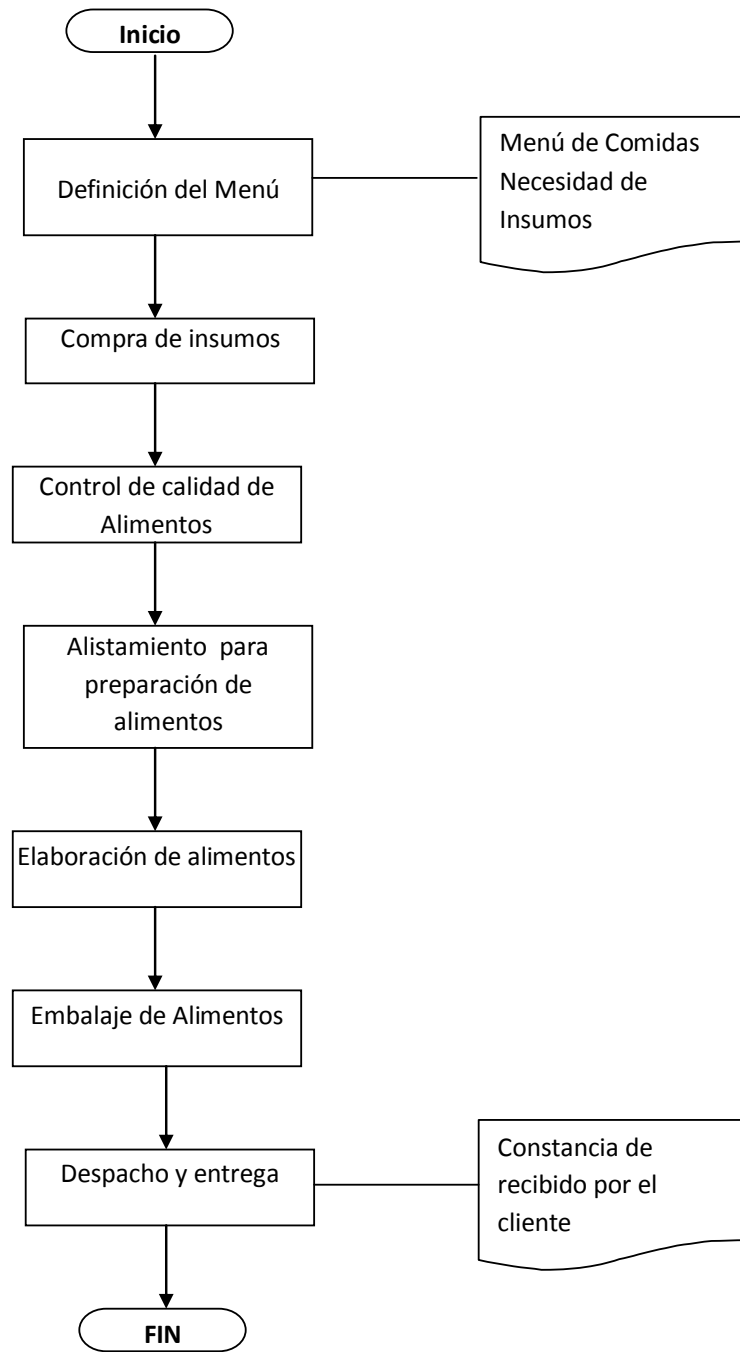 Inicio
Definición del Menú
Menú de Comidas
Necesidad de
Insumos
Compra de insumos
Control de calidad de
Alimentos
Alistamiento para
preparación de
alimentos
Elaboración de alimentos
Embalaje de Alimentos
Despacho y entrega
Constancia de
recibido por el
cliente
FIN